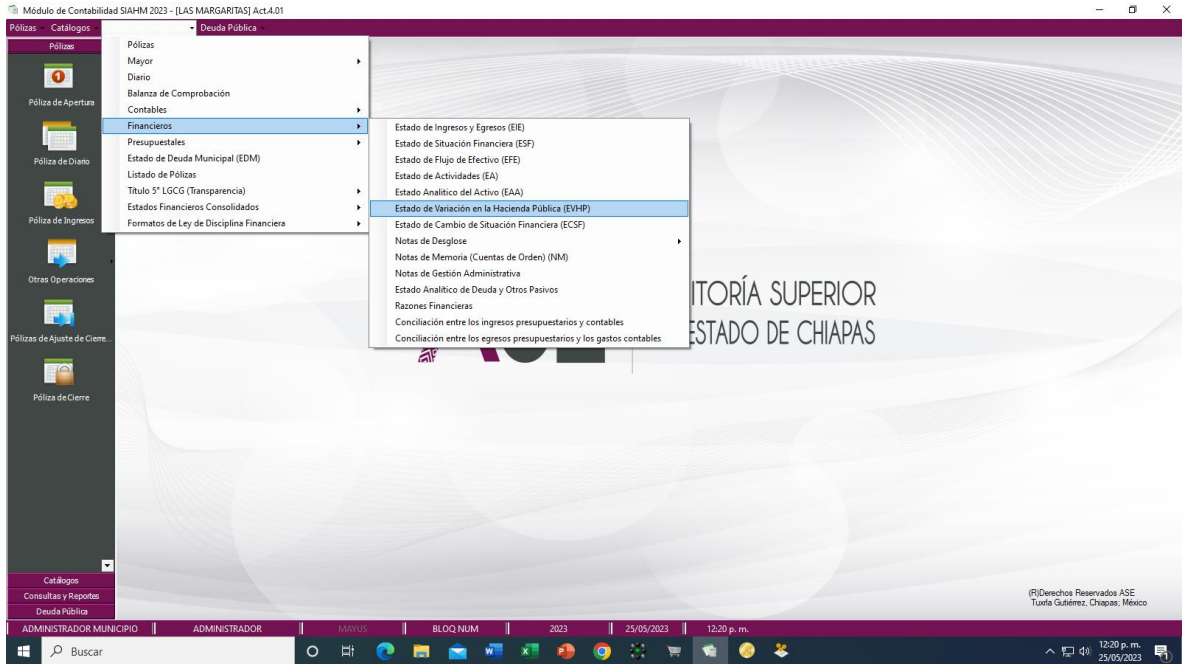 Módulo de Contabilidad SIAHM 2023 - [LAS MARGARITAS] Act.4.01
Pólizas Catálogos Deuda Pública
Pólizas
Póliza de Apertura
Póliza de Diario
Póliza de Ingresos
Otras Operaciones
Pólizas de Ajuste de Cierre...
Póliza de Cierre
Catálogos
Consultas y Reportes
Deuda Pública
Pólizas
Mayor
Diario
Balanza de Comprobación
Contables
Financieros
Presupuestales
Estado de Deuda Municipal (EDM)
Listado de Pólizas
Título 5° LGCG (Transparencia)
Estados Financieros Consolidados
Formatos de Ley de Disciplina Financiera
Estado de Ingresos y Egresos (EIE)
Estado de Situación Financiera (ESF)
Estado de Flujo de Efectivo (EFE)
Estado de Actividades (EA)
Estado Analitico del Activo (EAA)
Estado de Variación en la Hacienda Pública (EVHP)
Estado de Cambio de Situación Financiera (ECSF)
Notas de Desglose
Notas de Memoria (Cuentas de Orden) (NM)
Notas de Gestión Administrativa
Estado Analítico de Deuda y Otros Pasivos
Razones Financieras
Conciliación entre los ingresos presupuestarios y contables
Conciliación entre los egresos presupuestarios y los gastos contables
ITORÍA SUPERIOR
ESTADO DE CHIAPAS
(R)Derechos Reservados ASE
Tuxtla Gutiérrez, Chiapas; México
ADMINISTRADOR MUNICIPIO ADMINISTRADOR MAYUS BLOQ NUM 2023 25/05/2023 12:20 p. m.
Buscar
12:20 p. m.
25/05/2023
1